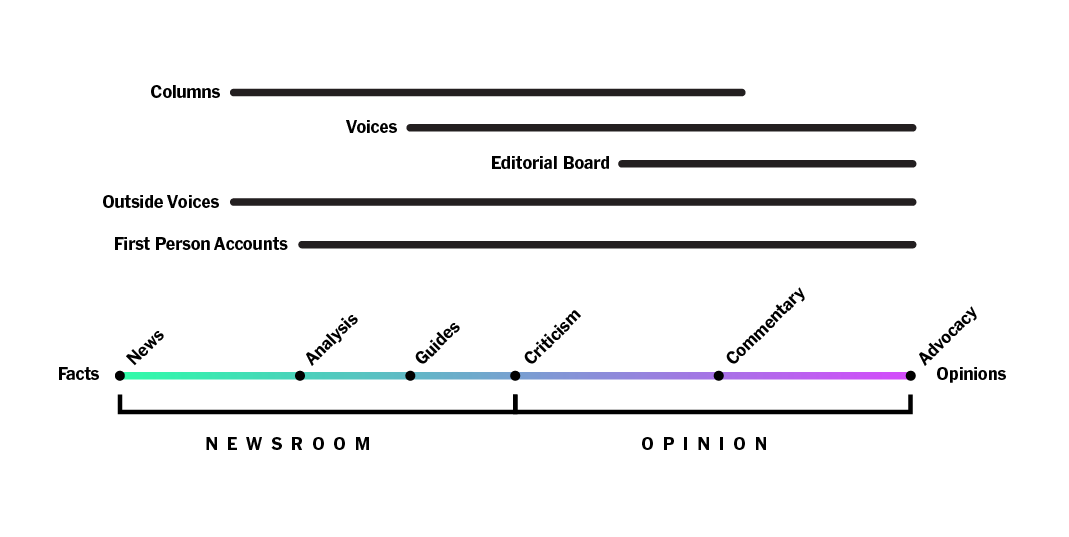 Columns
Voices
Editorial Board
Outside Voices
First Person Accounts
News
Analysis
Guides
Criticism
Commentary
Advocacy
Facts
Opinions
NEWSROOM
OPINION